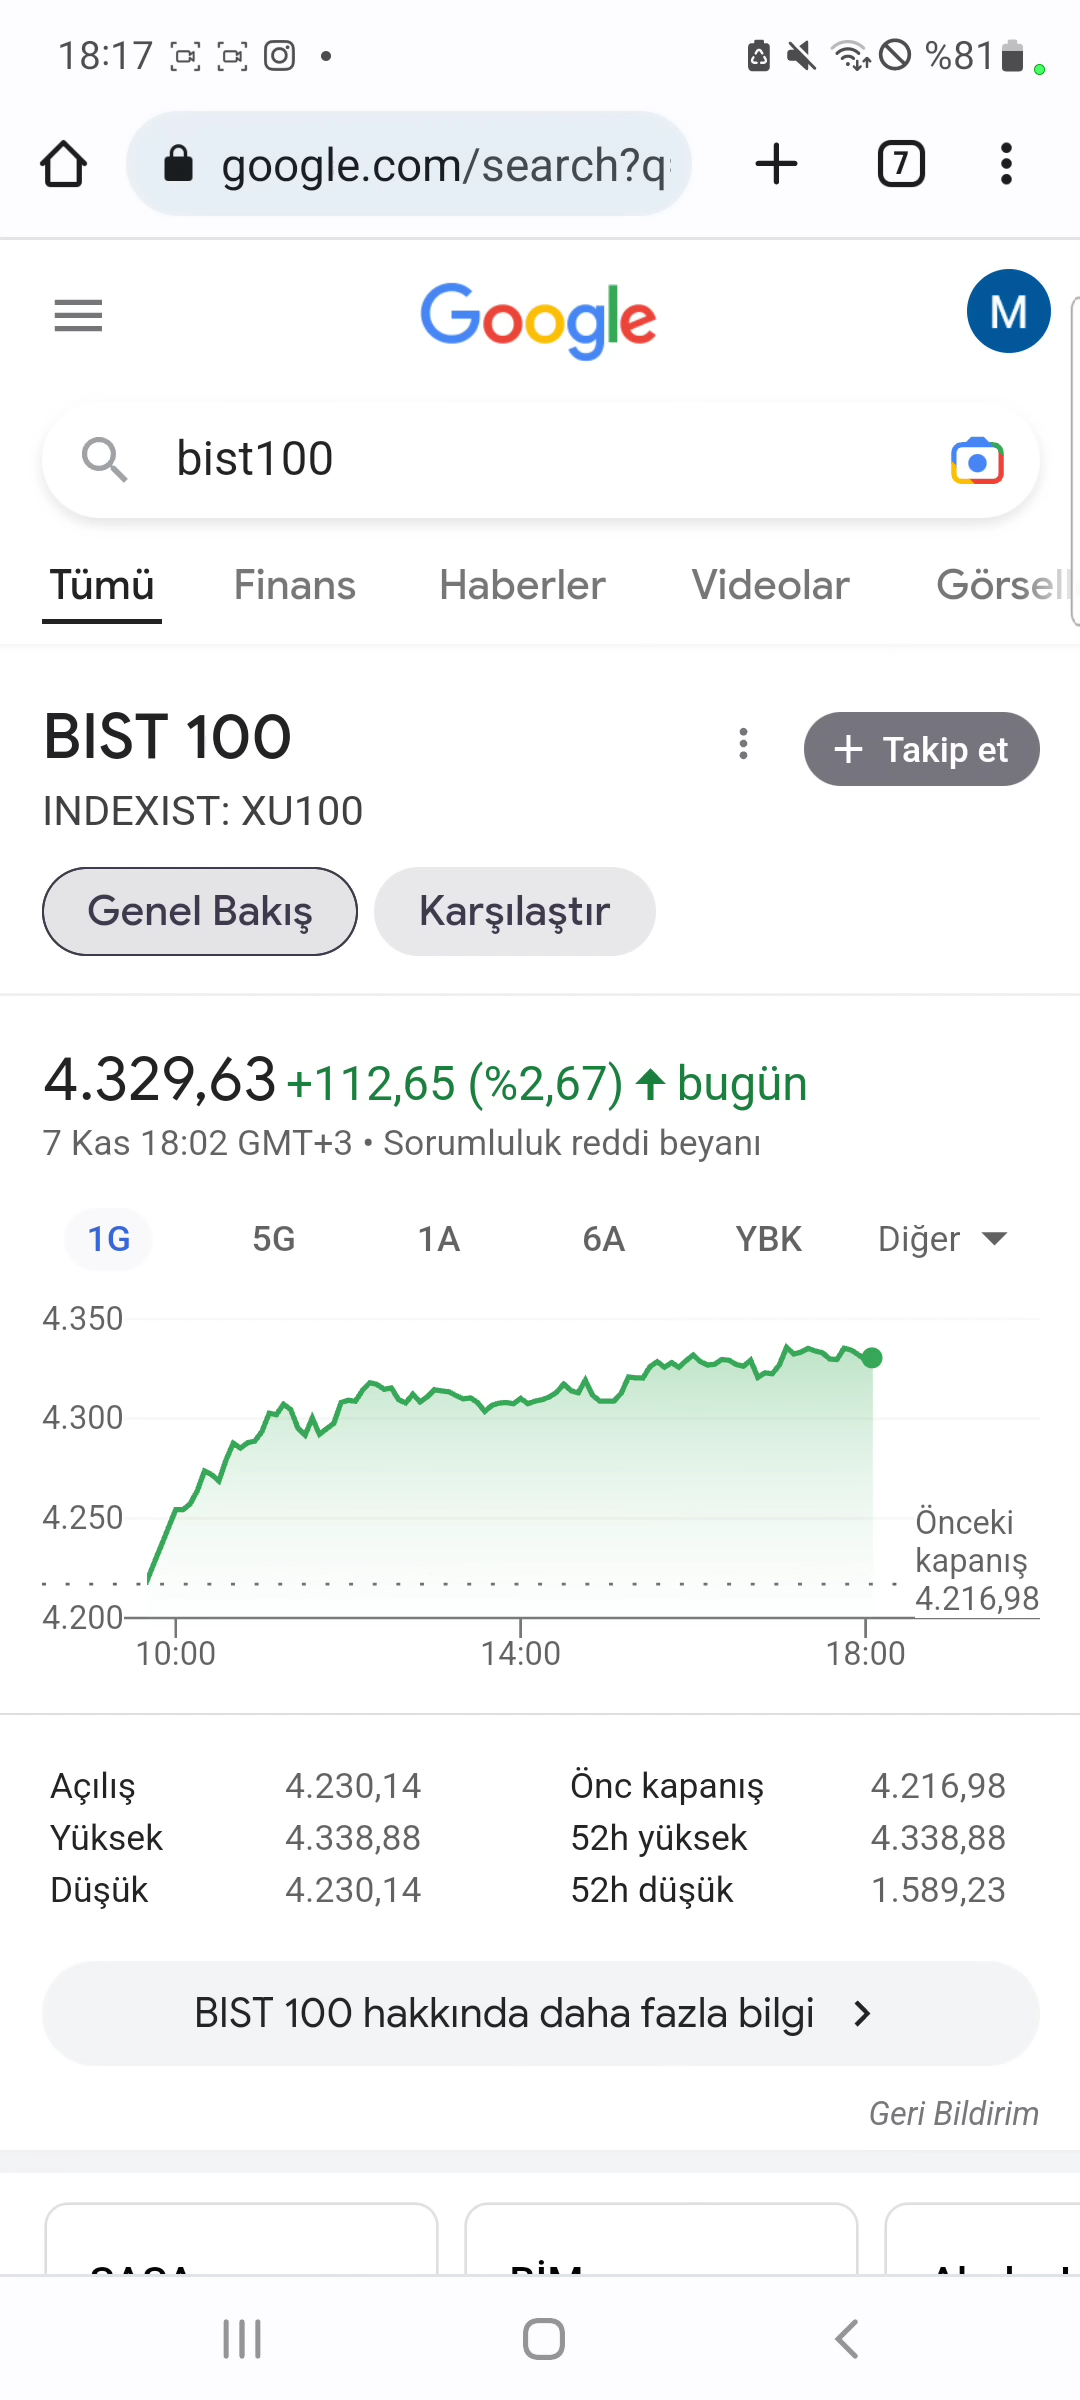 18:17
%81
google.com/search?q
7
Google
M
bist100
Tümü Finans Haberler Videolar Görsell
BIST 100
+ Takip et
INDEXIST: XU100
Genel Bakış Karşılaştır
4.329,63 +112,65 (%2,67) ↑ bugün
7 Kas 18:02 GMT+3 • Sorumluluk reddi beyanı
1G 5G 1A 6A YBK Diğer
4.350
4.300
4.250
4.200
Önceki
kapanış
4.216,98
10:00 14:00 18:00
Açılış 4.230,14 Önc kapanış 4.216,98
Yüksek 4.338,88 52h yüksek 4.338,88
Düşük 4.230,14 52h düşük 1.589,23
BIST 100 hakkında daha fazla bilgi
Geri Bildirim
SASA BİM